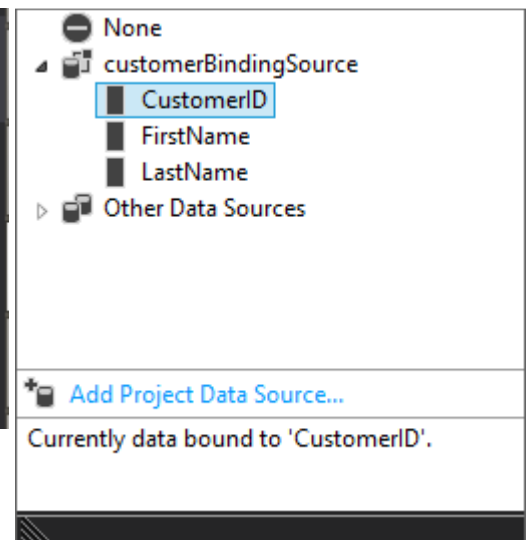 None
customerBindingSource
CustomerID
FirstName
LastName
Other Data Sources
Add Project Data Source...
Currently data bound to 'CustomerID'.